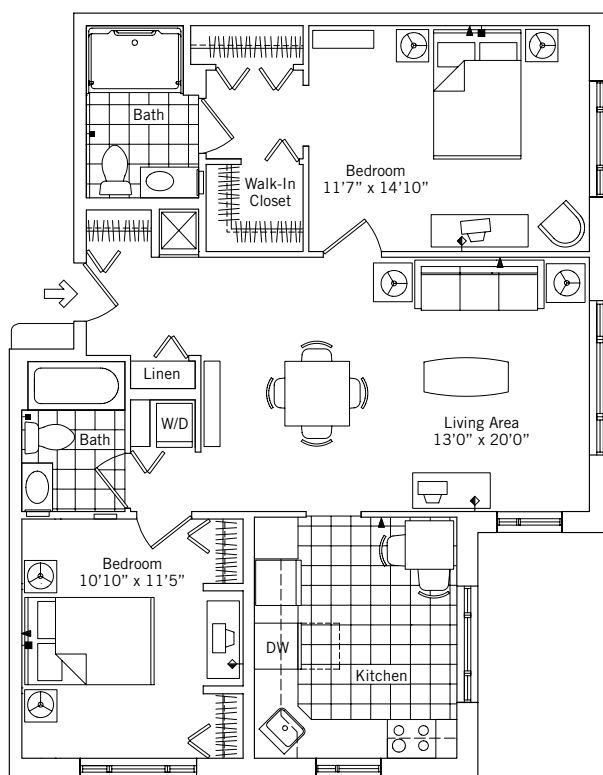 Bath
Walk-In
Closet
Bedroom
11'7" x 14'10"
Linen
W/D
Bath
Living Area
13'0" x 20'0"
Bedroom
10'10" x 11'5"
DW
Kitchen